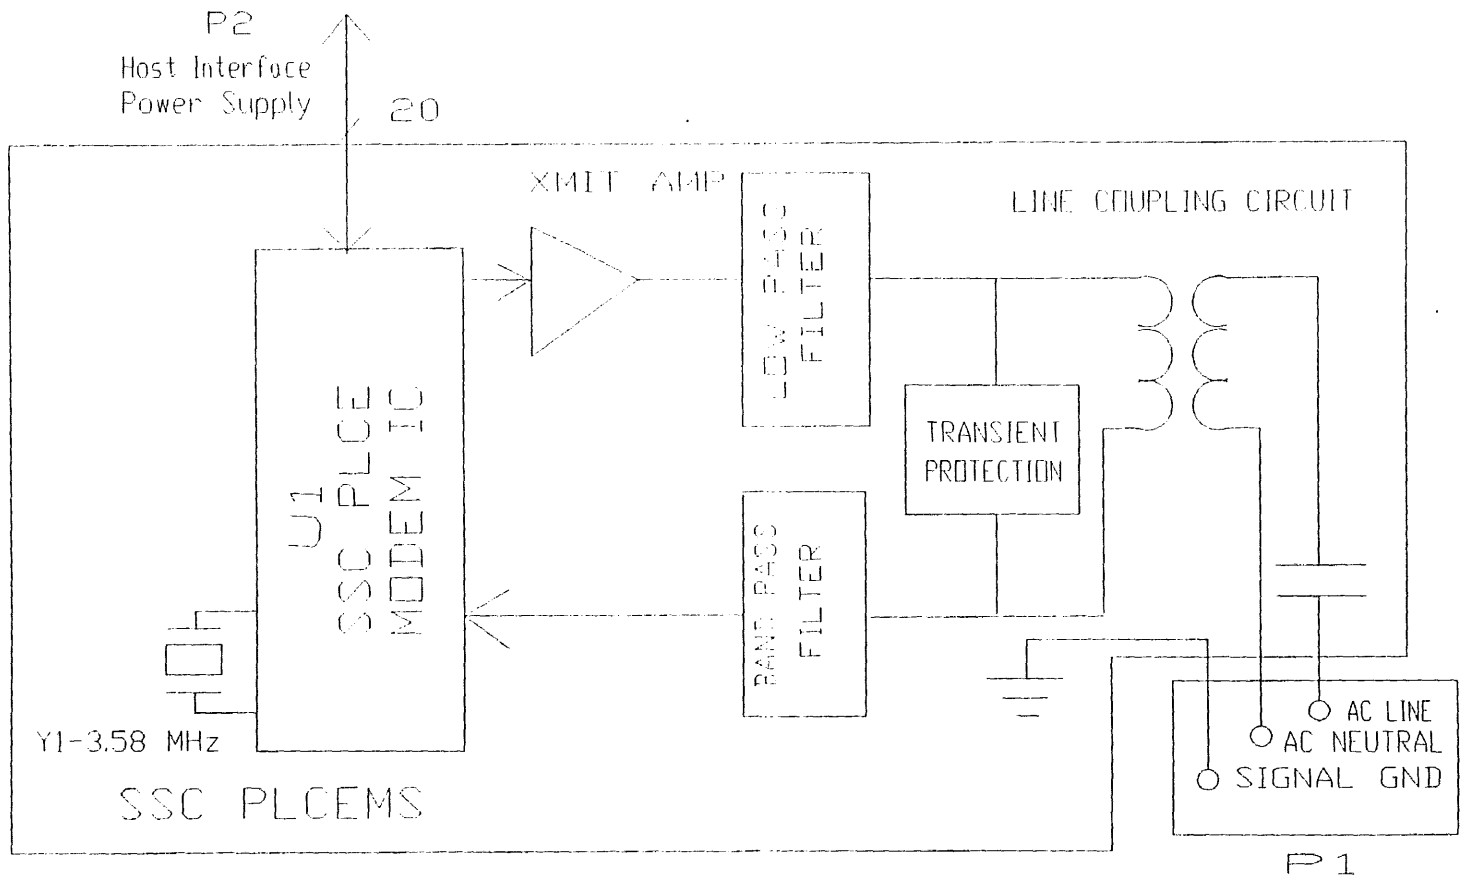 P2
Host Interface
Power Supply
20
XMIT AMP
LINE COUPLING CIRCUIT
LOW PASS
FILTER
U1
SSC PLCE
MODEM IC
TRANSIENT
PROTECTION
BAND PASS
FILTER
Y1-3.58 MHz
SSC PLCEMS
AC LINE
AC NEUTRAL
SIGNAL GND
P1